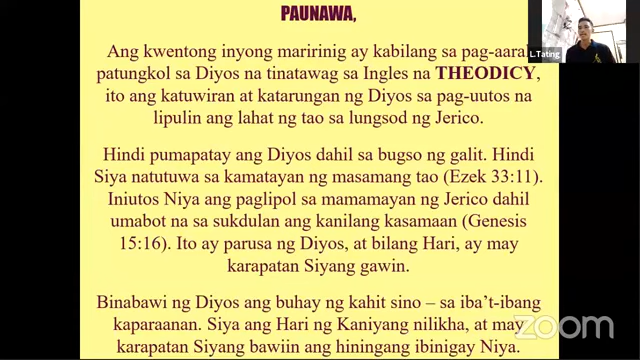 PAUNAWA,
L.Tating
Ang kwentong inyong maririnig ay kabilang sa pag-aaral
patungkol sa Diyos na tinatawag sa Ingles na THEODICY,
ito ang katuwiran at katarungan ng Diyos sa pag-uutos na
lipulin ang lahat ng tao sa lungsod ng Jerico.
Hindi pumapatay ang Diyos dahil sa bugso ng galit. Hindi
Siya natutuwa sa kamatayan ng masamang tao (Ezek 33:11).
Iniutos Niya ang paglipol sa mamamayan ng Jerico dahil
umabot na sa sukdulan ang kanilang kasamaan (Genesis
15:16). Ito ay parusa ng Diyos, at bilang Hari, ay may
karapatan Siyang gawin.
Binabawi ng Diyos ang buhay ng kahit sino – sa iba’t-ibang
kaparaanan. Siya ang Hari ng Kaniyang nilikha, at may
karapatan Siyang bawiin ang hiningang ibinigay Niya.
zoom